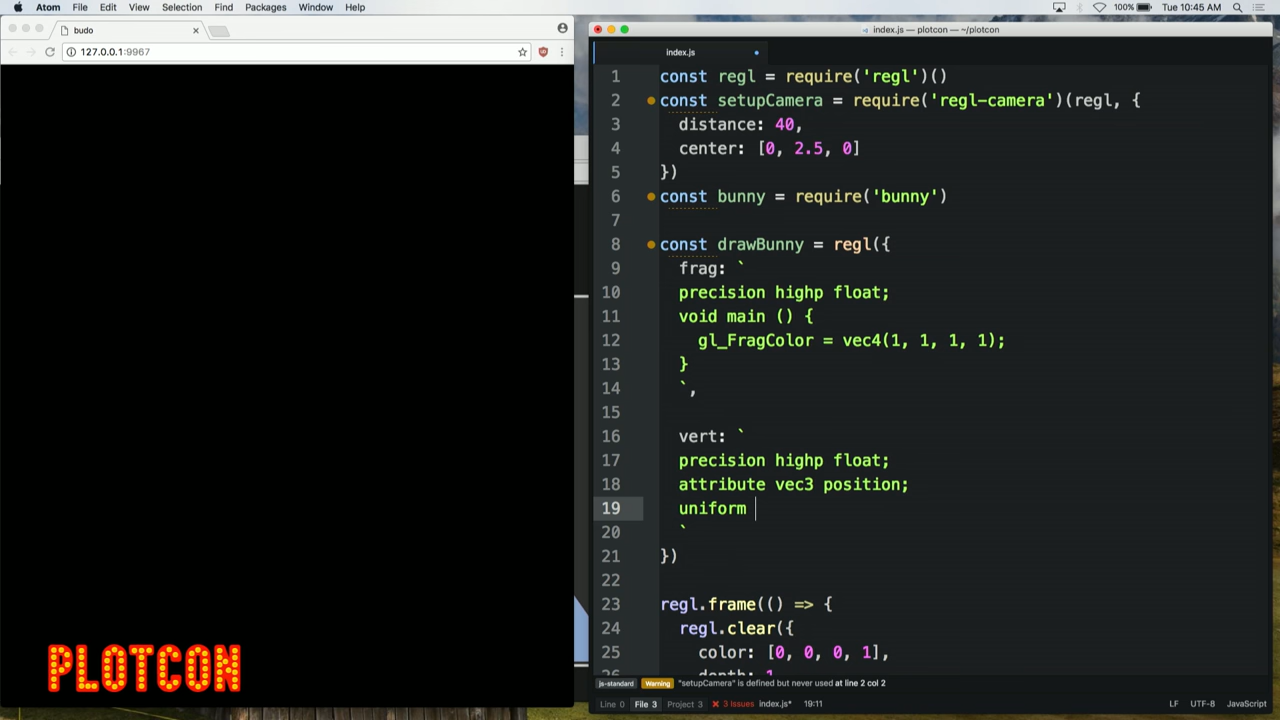 Atom File Edit View Selection Find Packages Window Help 100% Tue 10:45 AM
budo
127.0.0.1:9967
index.js — plotcon — ~/plotcon
index.js
1 const regl = require('regl')()
2 const setupCamera = require('regl-camera')(regl, {
3 distance: 40,
4 center: [0, 2.5, 0]
5 })
6 const bunny = require('bunny')
7
8 const drawBunny = regl({
9 frag: `
10 precision highp float;
11 void main () {
12 gl_FragColor = vec4(1, 1, 1, 1);
13 }
14 `,
15
16 vert: `
17 precision highp float;
18 attribute vec3 position;
19 uniform
20 `
21 })
22
23 regl.frame(() => {
24 regl.clear({
25 color: [0, 0, 0, 1],
26 depth: 1
js-standard Warning "setupCamera" is defined but never used at line 2 col 2
Line 0 File 3 Project 3 3 Issues index.js* 19:11 LF UTF-8 JavaScript
PLOTCON